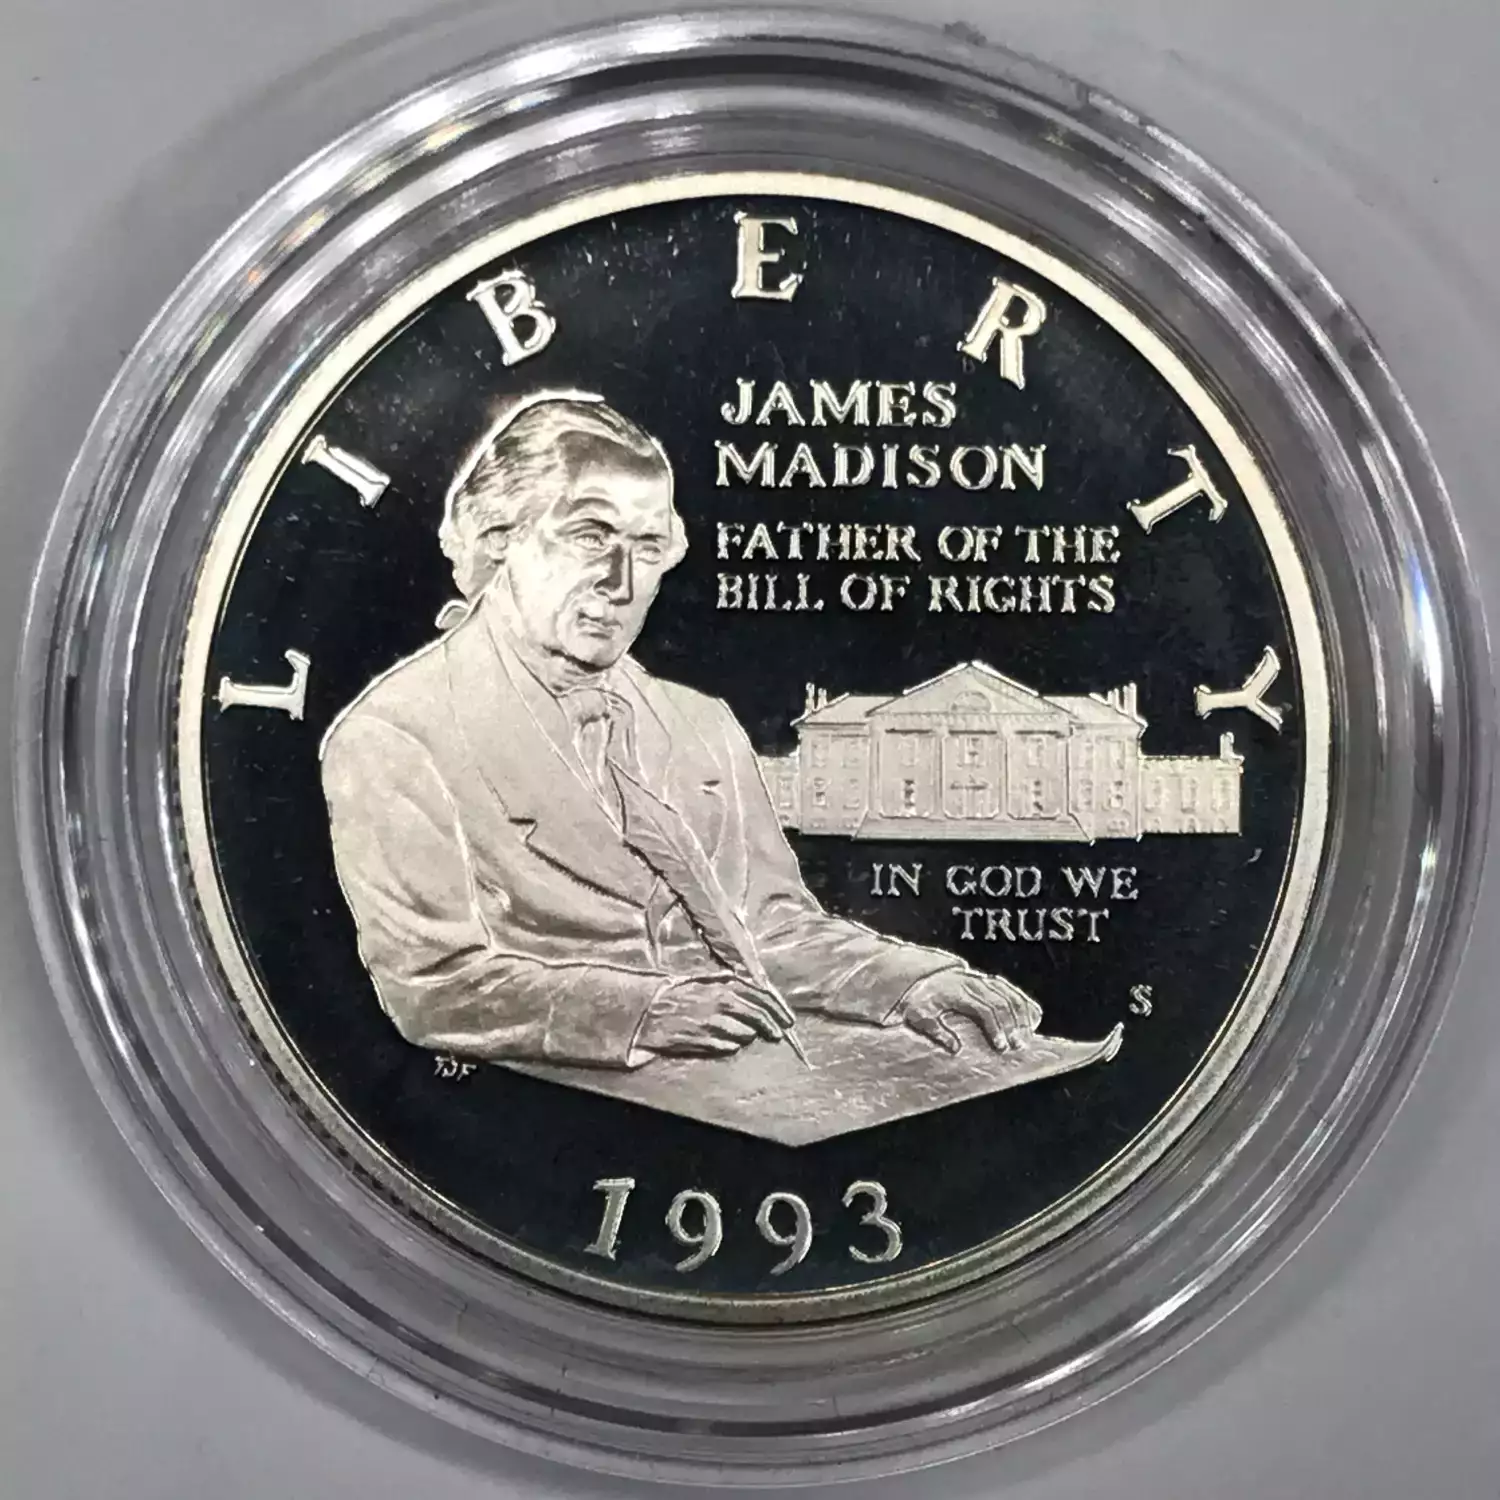 LIBERTY
JAMES
MADISON
FATHER OF THE
BILL OF RIGHTS
IN GOD WE
TRUST
S
1993